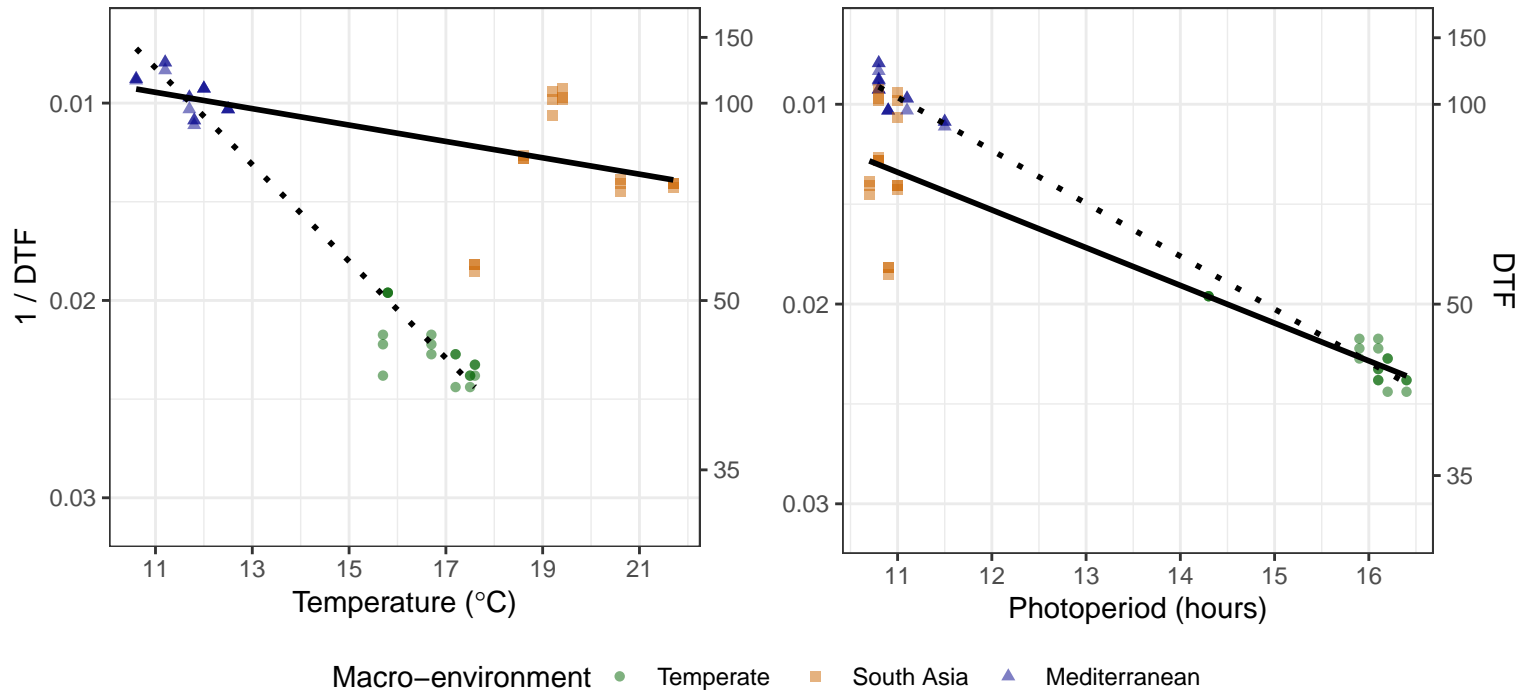 150 150
0.01 100 0.01 100
1 / DTF DTF
0.02 50 0.02 50
35 35
0.03 0.03
11 13 15 17 19 21 11 12 13 14 15 16
Temperature (°C) Photoperiod (hours)
Macro−environment Temperate South Asia Mediterranean